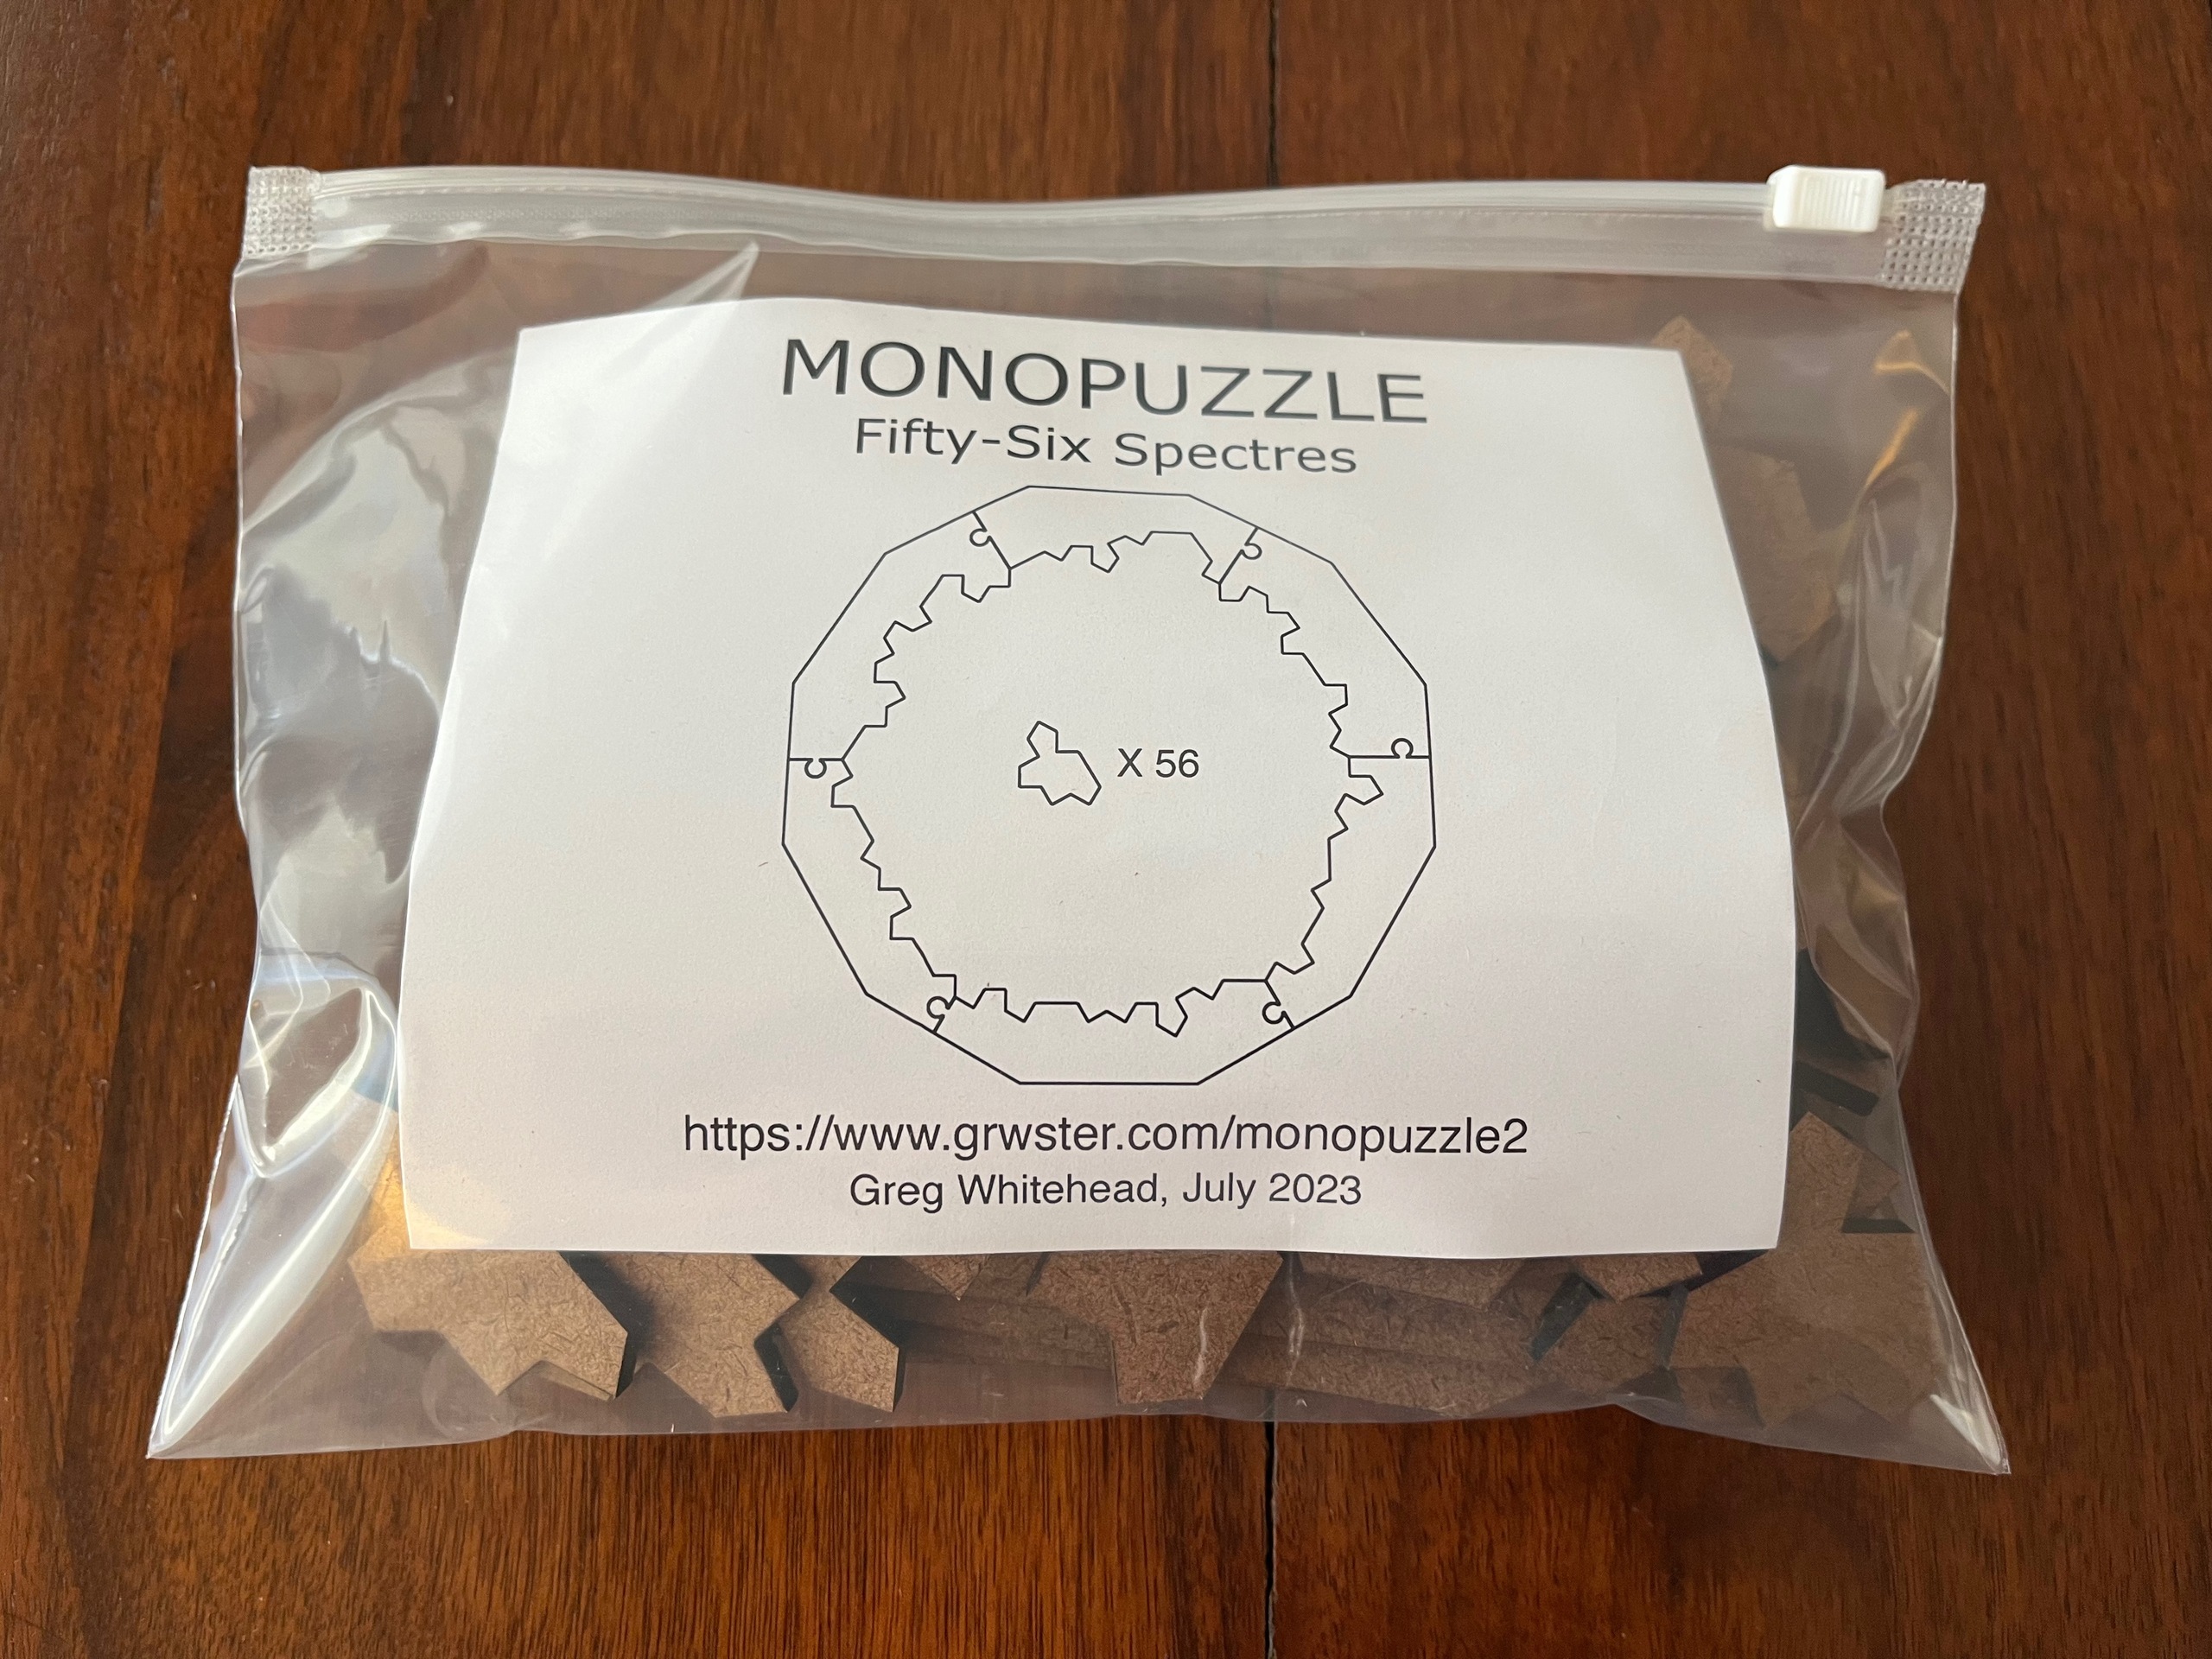 MONOPUZZLE
Fifty-Six Spectres
X 56
https://www.grwster.com/monopuzzle2
Greg Whitehead, July 2023